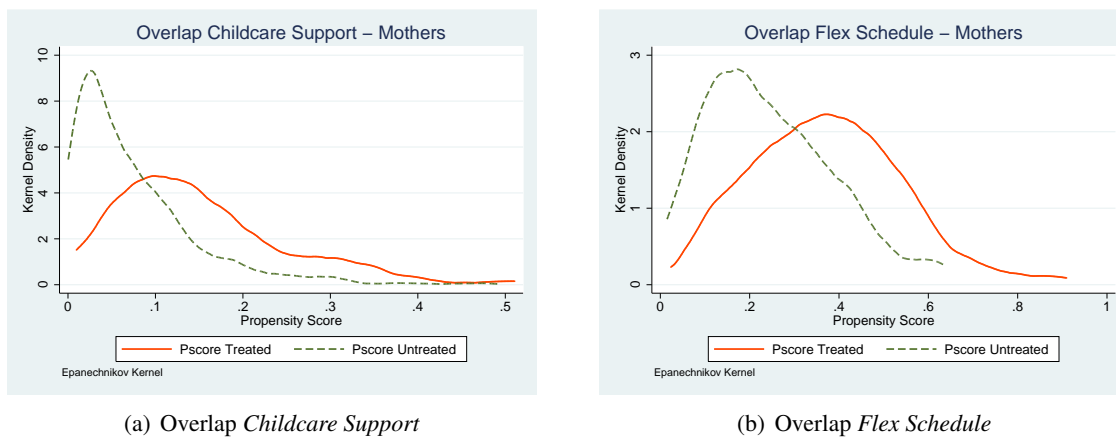 Overlap Childcare Support – Mothers
Kernel Density
10
8
6
4
2
0
0
.1
.2
.3
.4
.5
Propensity Score
Pscore Treated
Pscore Untreated
Epanechnikov Kernel
(a) Overlap Childcare Support
Overlap Flex Schedule – Mothers
Kernel Density
3
2
1
0
0
.2
.4
.6
.8
1
Propensity Score
Pscore Treated
Pscore Untreated
Epanechnikov Kernel
(b) Overlap Flex Schedule